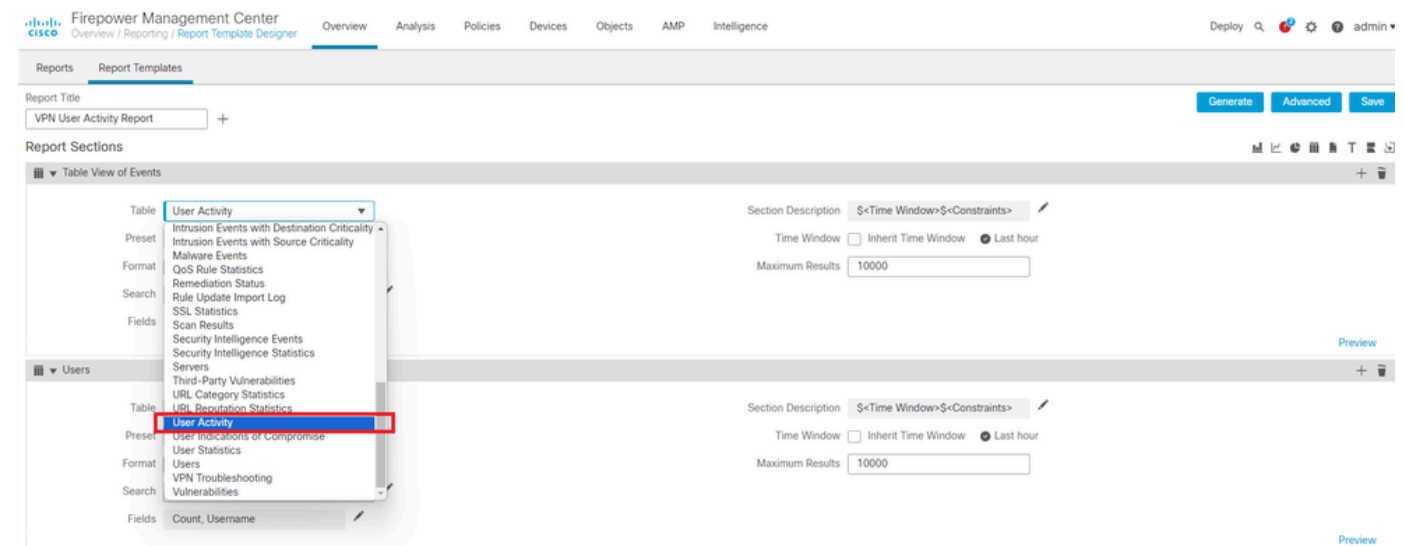 Firepower Management Center
CISCO Overview / Reporting / Report Template Designer
Overview Analysis Policies Devices Objects AMP Intelligence
Deploy admin
Reports Report Templates
Report Title
VPN User Activity Report
Generate Advanced Save
Report Sections
Table View of Events
Table User Activity
Section Description $<Time Window>$<Constraints>
Intrusion Events with Destination Criticality
Preset Intrusion Events with Source Criticality
Time Window Inherit Time Window Last hour
Malware Events
Format QoS Rule Statistics
Maximum Results 10000
Remediation Status
Search Rule Update Import Log
SSL Statistics
Fields Scan Results
Security Intelligence Events
Preview
Security Intelligence Statistics
Users
Servers
Third-Party Vulnerabilities
URL Category Statistics
Table URL Reputation Statistics
Section Description $<Time Window>$<Constraints>
User Activity
Preset User Indications of Compromise
Time Window Inherit Time Window Last hour
User Statistics
Format Users
Maximum Results 10000
VPN Troubleshooting
Search Vulnerabilities
Fields Count, Username
Preview